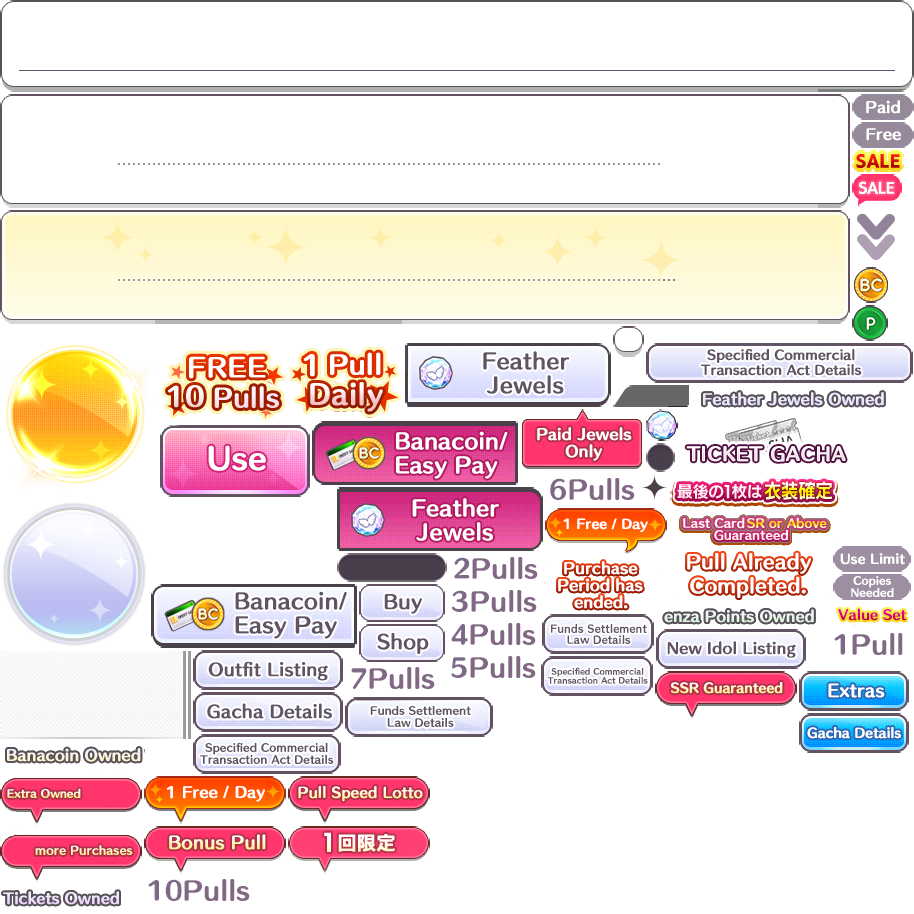 Paid
Free
SALE
SALE
BC
P
FREE
10 Pulls
1 Pull
Daily
Feather
Jewels
Specified Commercial
Transaction Act Details
Feather Jewels Owned
Use
BC
Banacoin/
Easy Pay
Paid Jewels
Only
TICKET GACHA
Feather
Jewels
6Pulls
最後の1枚は衣装確定
1 Free / Day
Last Card SR or Above
Guaranteed
2Pulls
Purchase
Period has
ended.
Pull Already
Completed.
Use Limit
Copies
Needed
BC
Banacoin/
Easy Pay
Buy
3Pulls
enza Points Owned
Value Set
Shop
4Pulls
Funds Settlement
Law Details
New Idol Listing
1Pull
Outfit Listing
7Pulls
5Pulls
Specified Commercial
Transaction Act Details
SSR Guaranteed
Extras
Gacha Details
Funds Settlement
Law Details
Gacha Details
Banacoin Owned
Specified Commercial
Transaction Act Details
Extra Owned
1 Free / Day
Pull Speed Lotto
more Purchases
Bonus Pull
1回限定
Tickets Owned
10Pulls